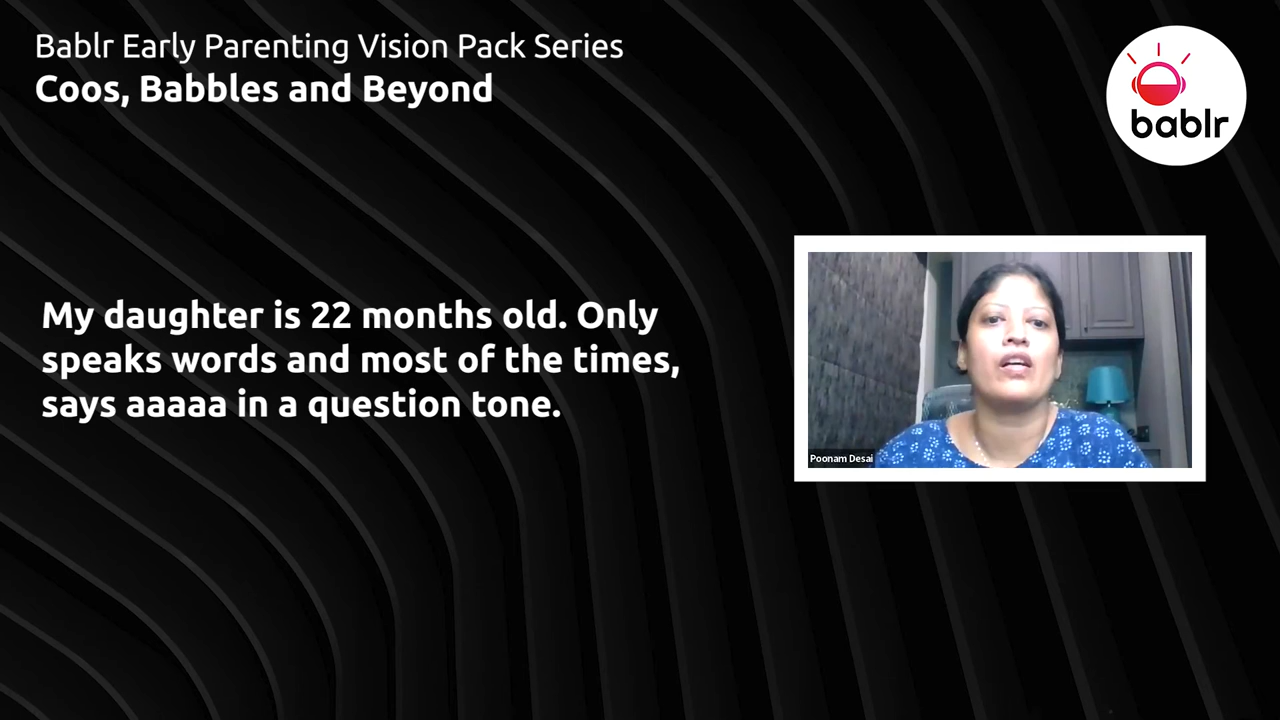 Bablr Early Parenting Vision Pack Series
Coos, Babbles and Beyond
bablr
My daughter is 22 months old. Only
speaks words and most of the times,
says aaaaa in a question tone.
Poonam Desai